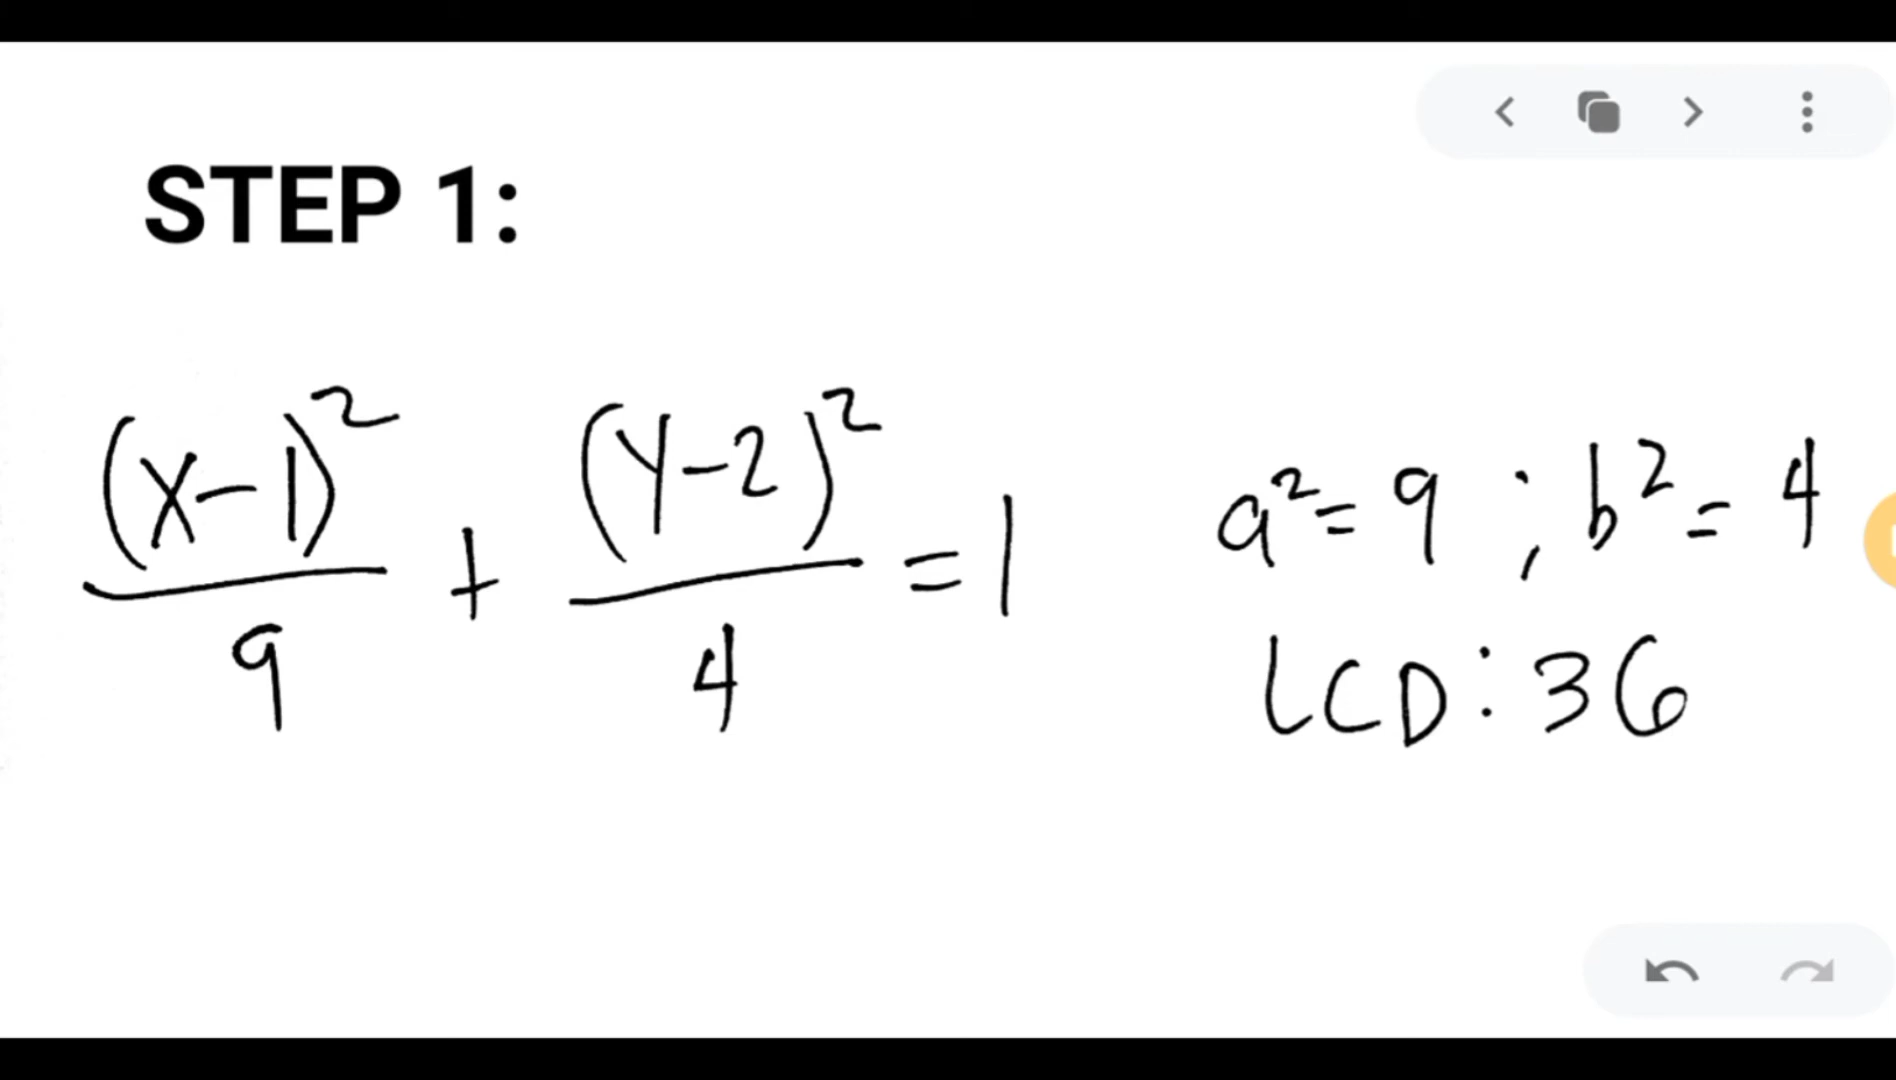 STEP 1:
(x-1)²/9 + (y-2)²/4 = 1
a² = 9 ; b² = 4
LCD : 36